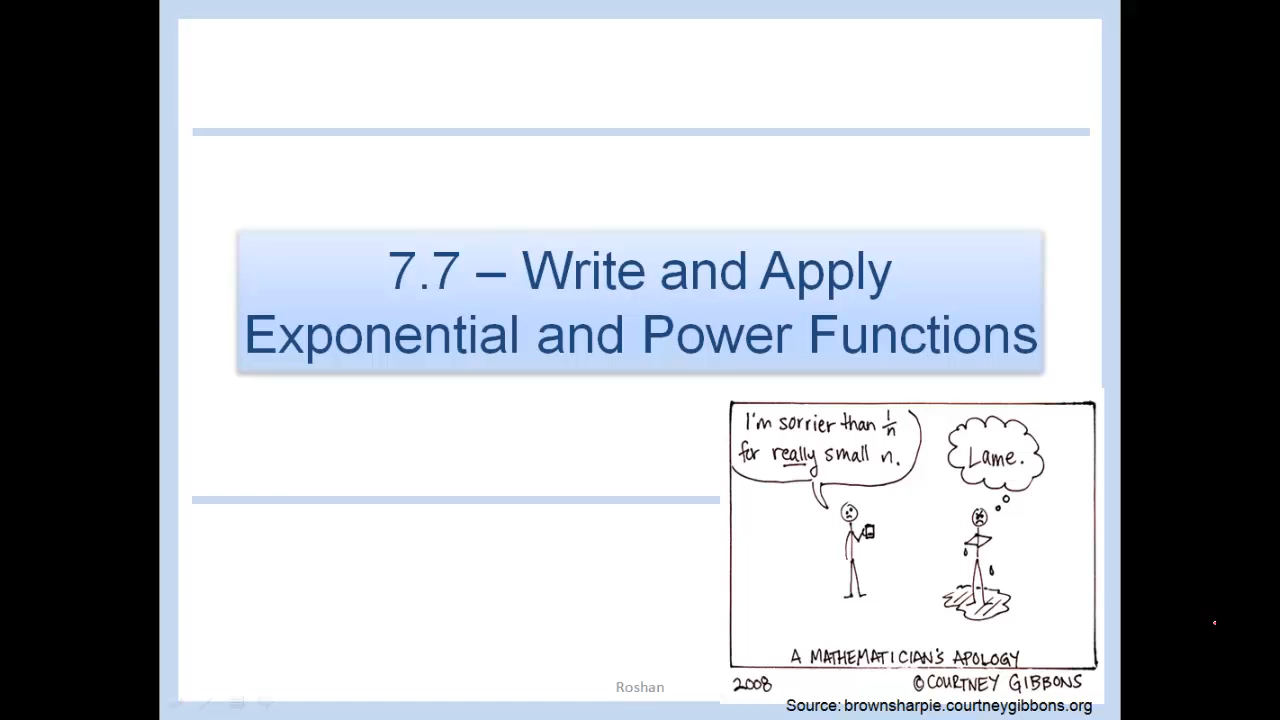 7.7 – Write and Apply
Exponential and Power Functions
I'm sorrier than 1/n
for really small n.
Lame.
A MATHEMATICIAN'S APOLOGY
2008 ©COURTNEY GIBBONS
Roshan
Source: brownsharpie.courtneygibbons.org